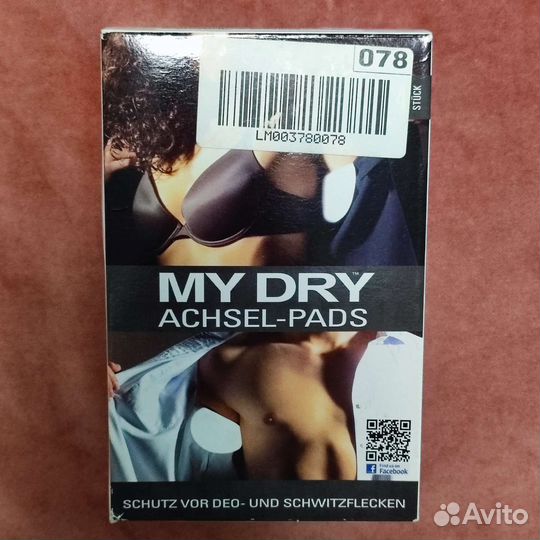 078
LM003780078
STÜCK
MY DRY™
ACHSEL-PADS
Find us on
Facebook
SCHUTZ VOR DEO- UND SCHWITZFLECKEN
Avito